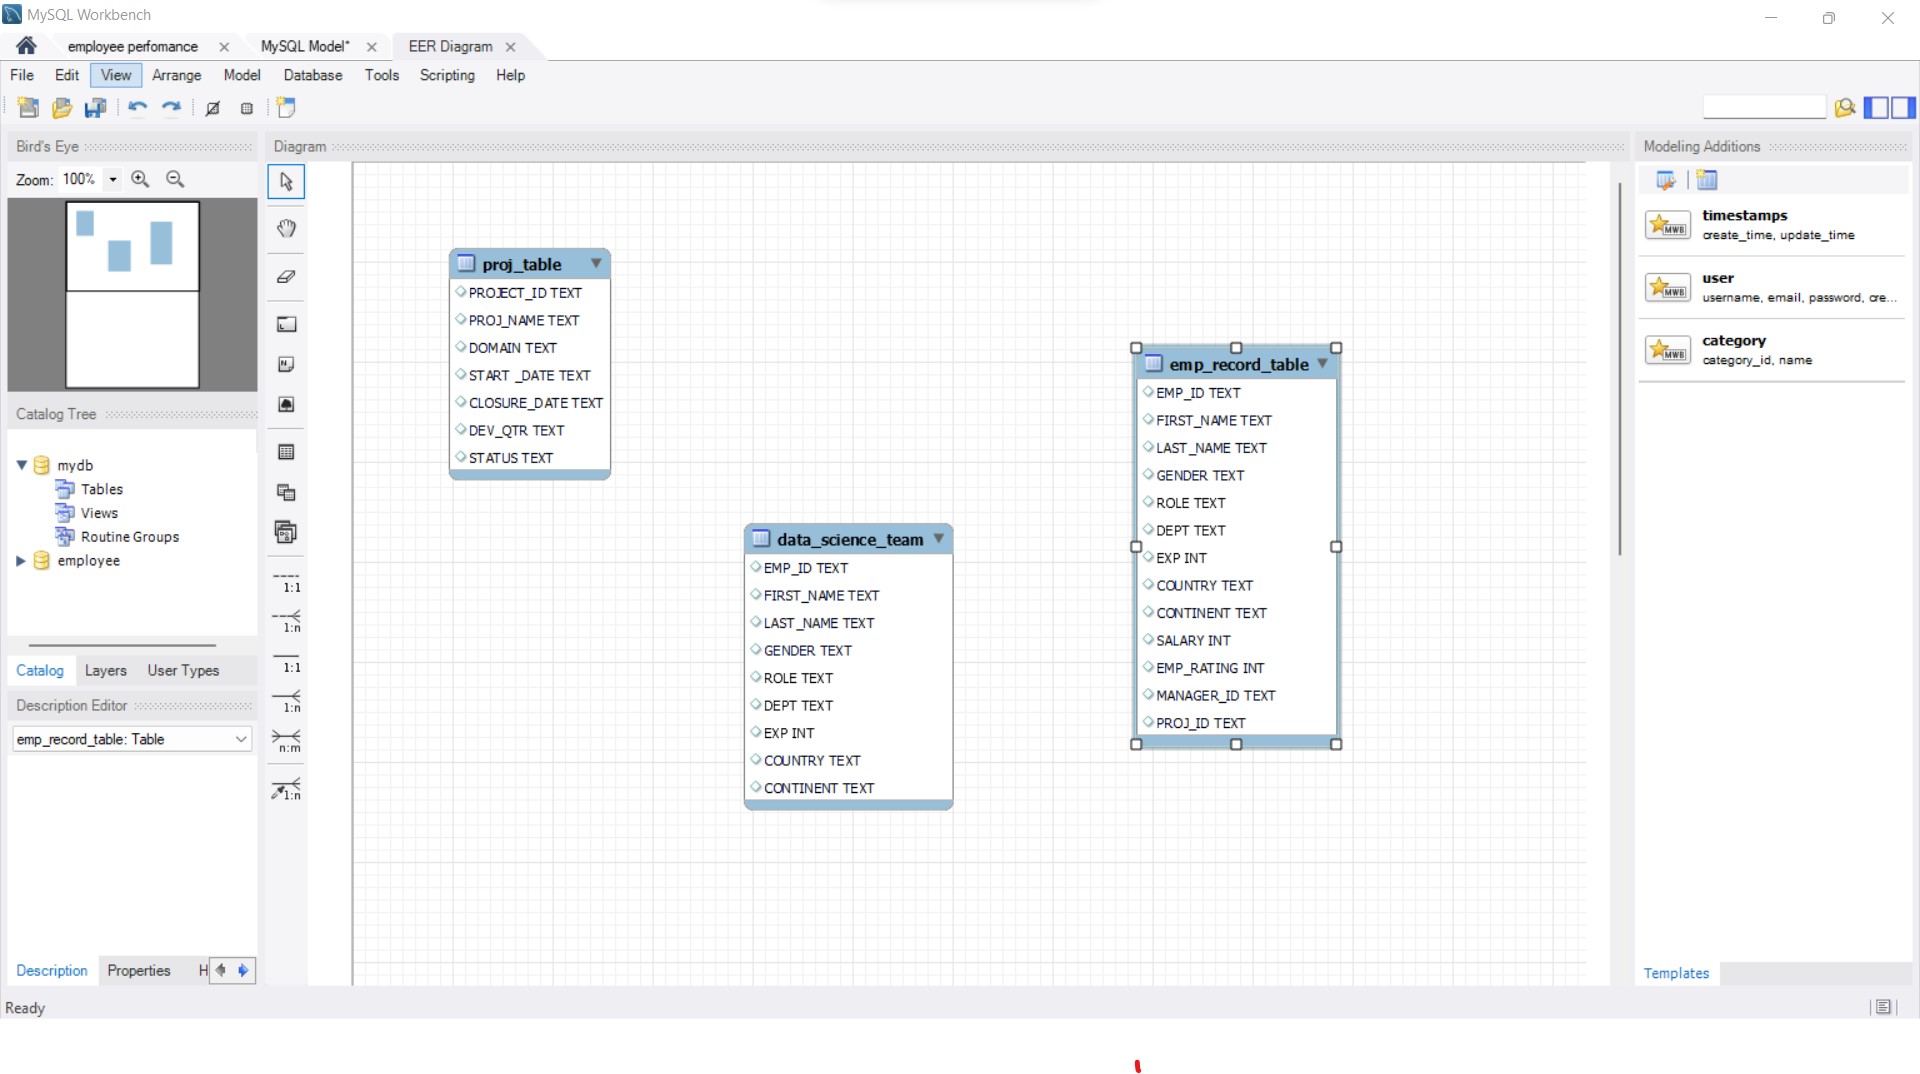 MySQL Workbench
employee perfomance
MySQL Model*
EER Diagram
File Edit View Arrange Model Database Tools Scripting Help
Bird's Eye
Zoom: 100%
Catalog Tree
mydb
Tables
Views
Routine Groups
employee
Catalog Layers User Types
Description Editor
emp_record_table: Table
Description Properties H
Ready
Diagram
1:1
1:n
1:1
1:n
n:m
1:n
proj_table
PROJECT_ID TEXT
PROJ_NAME TEXT
DOMAIN TEXT
START _DATE TEXT
CLOSURE_DATE TEXT
DEV_QTR TEXT
STATUS TEXT
data_science_team
EMP_ID TEXT
FIRST_NAME TEXT
LAST_NAME TEXT
GENDER TEXT
ROLE TEXT
DEPT TEXT
EXP INT
COUNTRY TEXT
CONTINENT TEXT
emp_record_table
EMP_ID TEXT
FIRST_NAME TEXT
LAST_NAME TEXT
GENDER TEXT
ROLE TEXT
DEPT TEXT
EXP INT
COUNTRY TEXT
CONTINENT TEXT
SALARY INT
EMP_RATING INT
MANAGER_ID TEXT
PROJ_ID TEXT
Modeling Additions
MWB
timestamps
create_time, update_time
MWB
user
username, email, password, cre...
MWB
category
category_id, name
Templates